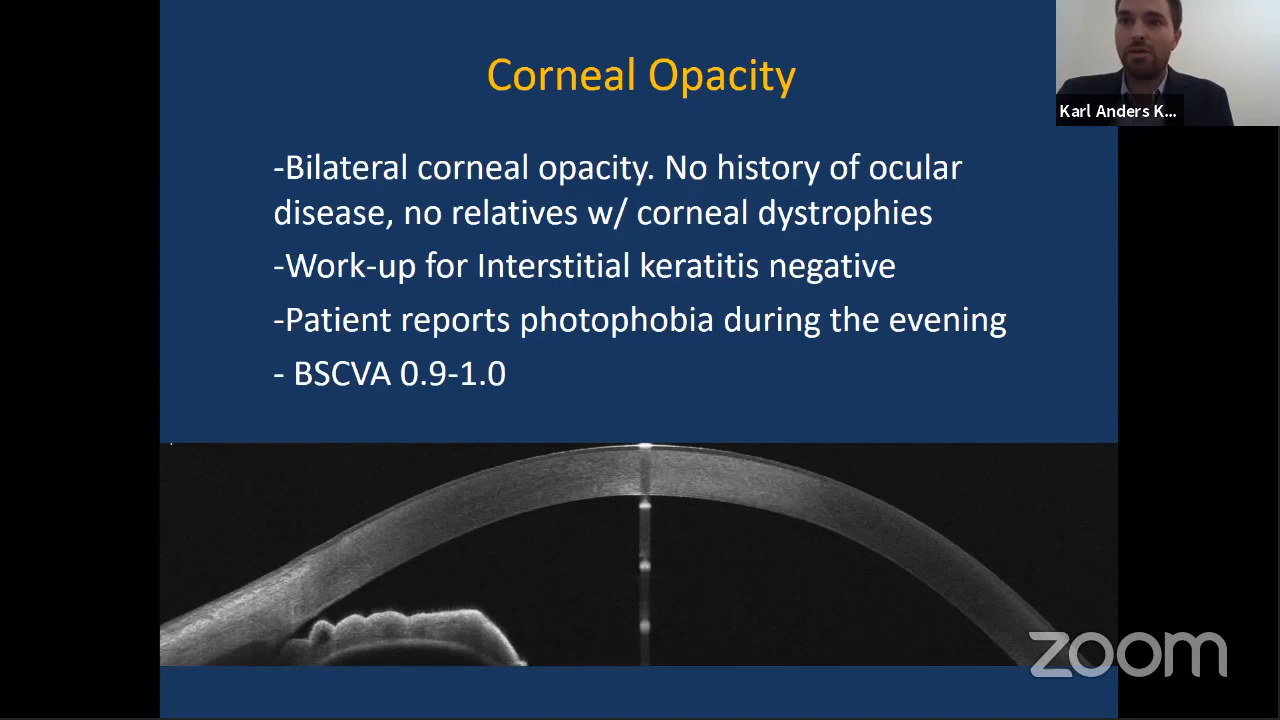 Corneal Opacity
-Bilateral corneal opacity. No history of ocular
disease, no relatives w/ corneal dystrophies
-Work-up for Interstitial keratitis negative
-Patient reports photophobia during the evening
- BSCVA 0.9-1.0
Karl Anders K...
zoom